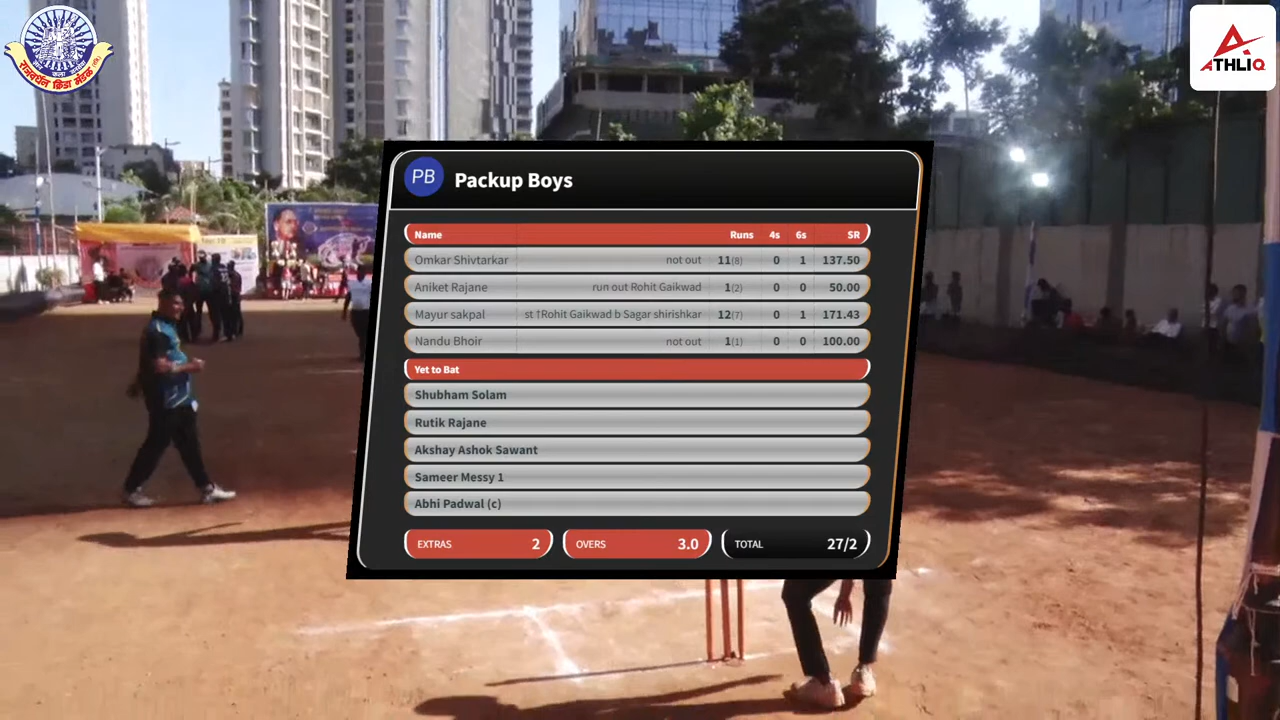 राजवर्धन क्रिडा मंडळ (रजि.)
ATHLIQ
PB Packup Boys
Name Runs 4s 6s SR
Omkar Shivtarkar not out 11(8) 0 1 137.50
Aniket Rajane run out Rohit Gaikwad 1(2) 0 0 50.00
Mayur sakpal st †Rohit Gaikwad b Sagar shirishkar 12(7) 0 1 171.43
Nandu Bhoir not out 1(1) 0 0 100.00
Yet to Bat
Shubham Solam
Rutik Rajane
Akshay Ashok Sawant
Sameer Messy 1
Abhi Padwal (c)
EXTRAS 2 OVERS 3.0 TOTAL 27/2